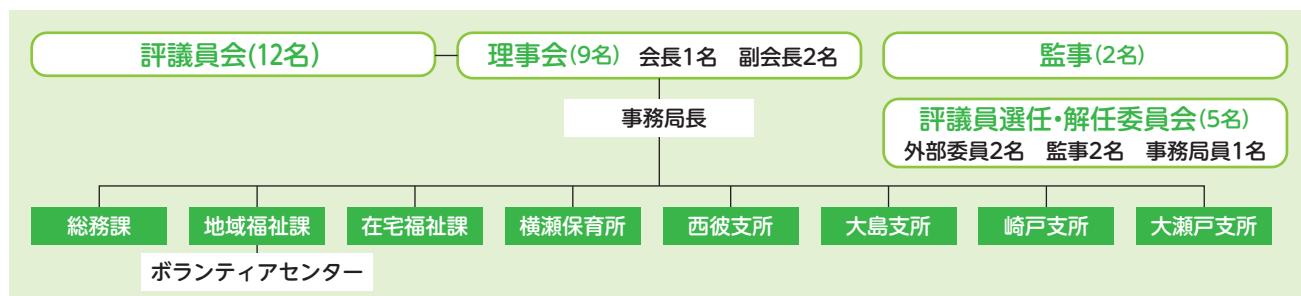 評議員会(12名)
理事会(9名) 会長1名 副会長2名
監事(2名)
事務局長
評議員選任・解任委員会(5名)
外部委員2名 監事2名 事務局員1名
総務課
地域福祉課
在宅福祉課
横瀬保育所
西彼支所
大島支所
崎戸支所
大瀬戸支所
ボランティアセンター